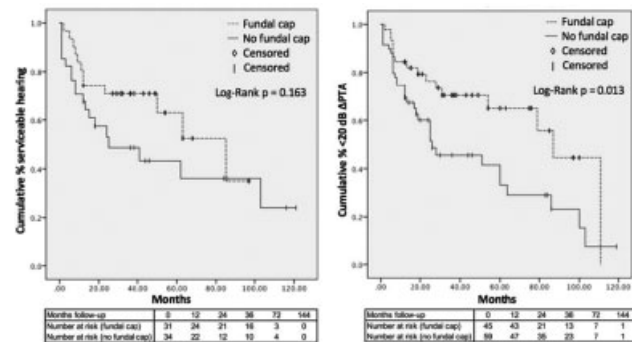 Fundal cap
No fundal cap
Censored
Censored
Log-Rank p = 0.163
Cumulative % serviceable hearing
1.0
0.8
0.6
0.4
0.2
0.0
.00 20.00 40.00 60.00 80.00 100.00 120.00
Months
Months follow-up 0 12 24 36 72 144
Number at risk (fundal cap) 31 24 21 16 3 0
Number at risk (no fundal cap) 34 22 12 10 4 0
Fundal cap
No fundal cap
Censored
Censored
Log-Rank p = 0.013
Cumulative % <20 dB ΔPTA
1.0
0.8
0.6
0.4
0.2
0.0
.00 20.00 40.00 60.00 80.00 100.00 120.00
Months
Months follow-up 0 12 24 36 72 144
Number at risk (fundal cap) 45 43 21 13 7 1
Number at risk (no fundal cap) 59 47 35 23 7 1